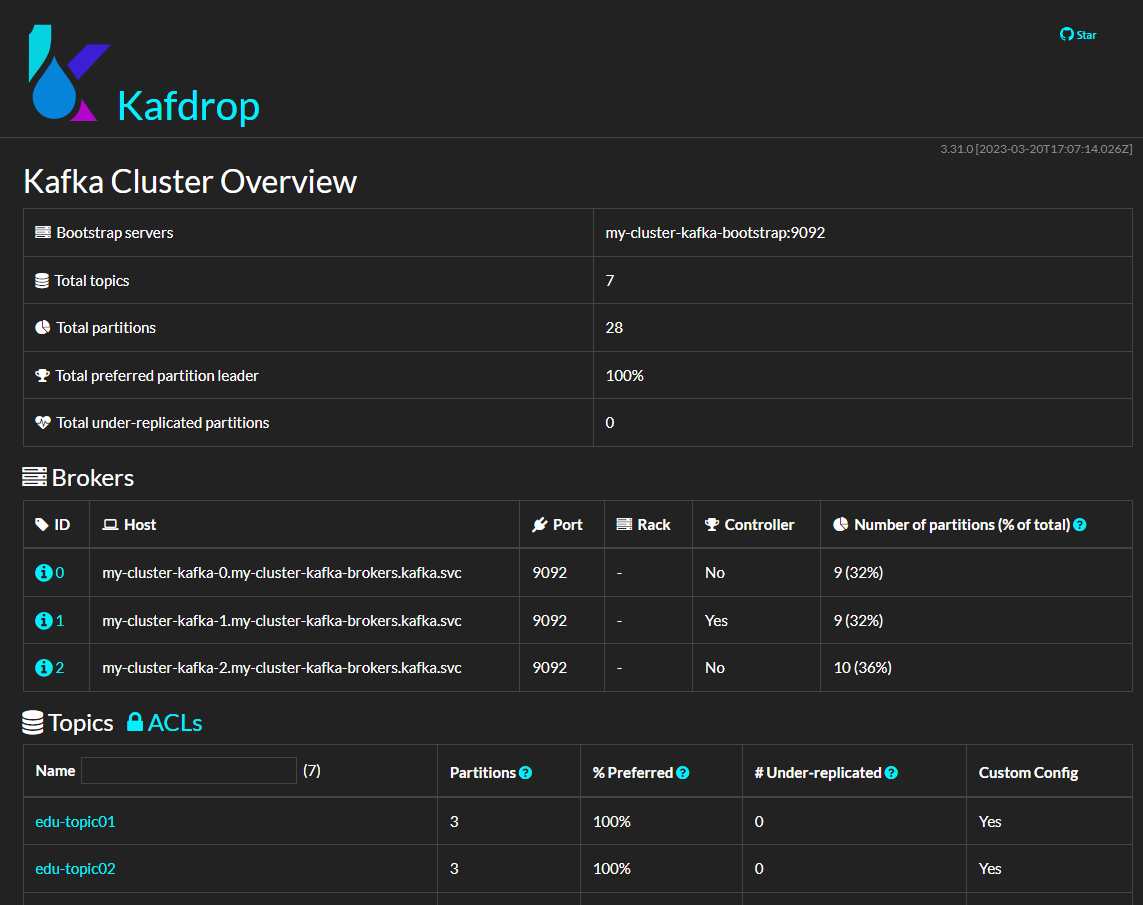 Star
Kafdrop
3.31.0 [2023-03-20T17:07:14.026Z]
Kafka Cluster Overview
Bootstrap servers my-cluster-kafka-bootstrap:9092
Total topics 7
Total partitions 28
Total preferred partition leader 100%
Total under-replicated partitions 0
Brokers
ID Host Port Rack Controller Number of partitions (% of total)
0 my-cluster-kafka-0.my-cluster-kafka-brokers.kafka.svc 9092 - No 9 (32%)
1 my-cluster-kafka-1.my-cluster-kafka-brokers.kafka.svc 9092 - Yes 9 (32%)
2 my-cluster-kafka-2.my-cluster-kafka-brokers.kafka.svc 9092 - No 10 (36%)
Topics ACLs
Name (7) Partitions % Preferred # Under-replicated Custom Config
edu-topic01 3 100% 0 Yes
edu-topic02 3 100% 0 Yes